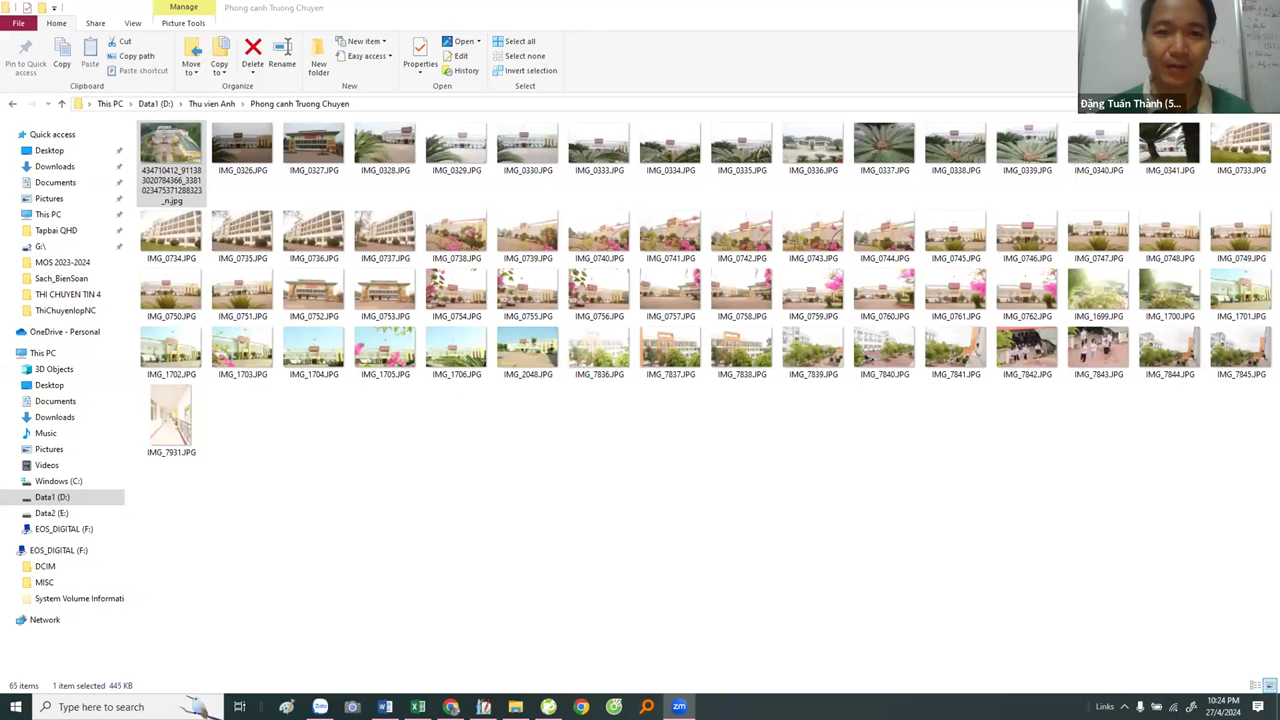 Manage
Phong canh Truong Chuyen
File
Home
Share
View
Picture Tools
Pin to Quick access
Copy
Paste
Cut
Copy path
Paste shortcut
Move to
Copy to
Delete
Rename
New folder
New item
Easy access
Properties
Open
Edit
History
Select all
Select none
Invert selection
Clipboard
Organize
New
Open
Select
Đặng Tuấn Thành (5...
This PC
Data1 (D:)
Thu vien Anh
Phong canh Truong Chuyen
Quick access
Desktop
Downloads
Documents
Pictures
This PC
Tapbai QHD
G:\
MOS 2023-2024
Sach_BienSoan
THI CHUYEN TIN 4
ThiChuyenlopNC
OneDrive - Personal
This PC
3D Objects
Desktop
Documents
Downloads
Music
Pictures
Videos
Windows (C:)
Data1 (D:)
Data2 (E:)
EOS_DIGITAL (F:)
EOS_DIGITAL (F:)
DCIM
MISC
System Volume Informati
Network
434710412_91138
3020784366_3381
023475371288323
_n.jpg
IMG_0326.JPG
IMG_0327.JPG
IMG_0328.JPG
IMG_0329.JPG
IMG_0330.JPG
IMG_0333.JPG
IMG_0334.JPG
IMG_0335.JPG
IMG_0336.JPG
IMG_0337.JPG
IMG_0338.JPG
IMG_0339.JPG
IMG_0340.JPG
IMG_0341.JPG
IMG_0733.JPG
IMG_0734.JPG
IMG_0735.JPG
IMG_0736.JPG
IMG_0737.JPG
IMG_0738.JPG
IMG_0739.JPG
IMG_0740.JPG
IMG_0741.JPG
IMG_0742.JPG
IMG_0743.JPG
IMG_0744.JPG
IMG_0745.JPG
IMG_0746.JPG
IMG_0747.JPG
IMG_0748.JPG
IMG_0749.JPG
IMG_0750.JPG
IMG_0751.JPG
IMG_0752.JPG
IMG_0753.JPG
IMG_0754.JPG
IMG_0755.JPG
IMG_0756.JPG
IMG_0757.JPG
IMG_0758.JPG
IMG_0759.JPG
IMG_0760.JPG
IMG_0761.JPG
IMG_0762.JPG
IMG_1699.JPG
IMG_1700.JPG
IMG_1701.JPG
IMG_1702.JPG
IMG_1703.JPG
IMG_1704.JPG
IMG_1705.JPG
IMG_1706.JPG
IMG_2048.JPG
IMG_7836.JPG
IMG_7837.JPG
IMG_7838.JPG
IMG_7839.JPG
IMG_7840.JPG
IMG_7841.JPG
IMG_7842.JPG
IMG_7843.JPG
IMG_7844.JPG
IMG_7845.JPG
IMG_7931.JPG
65 items
1 item selected 445 KB
Type here to search
Zalo
zm
Links
10:24 PM
27/4/2024